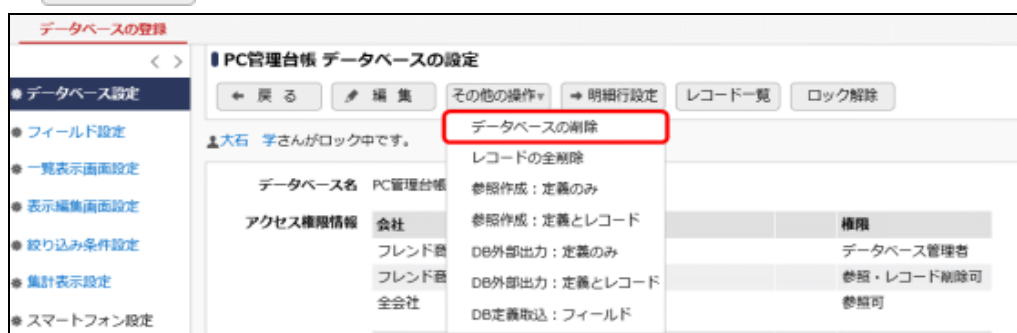 データベースの登録
< >
PC管理台帳 データベースの設定
データベース設定
戻 る 編 集 その他の操作▾ 明細行設定 レコード一覧 ロック解除
データベースの削除
フィールド設定
大石 学さんがロック中です。
レコードの全削除
一覧表示画面設定
データベース名 PC管理台帳
参照作成：定義のみ
表示編集画面設定
アクセス権限情報 会社 参照作成：定義とレコード 権限
絞り込み条件設定
フレンド商 DB外部出力：定義のみ データベース管理者
集計表示設定
フレンド商 DB外部出力：定義とレコード 参照・レコード削除可
全会社 参照可
スマートフォン設定
DB定義取込：フィールド